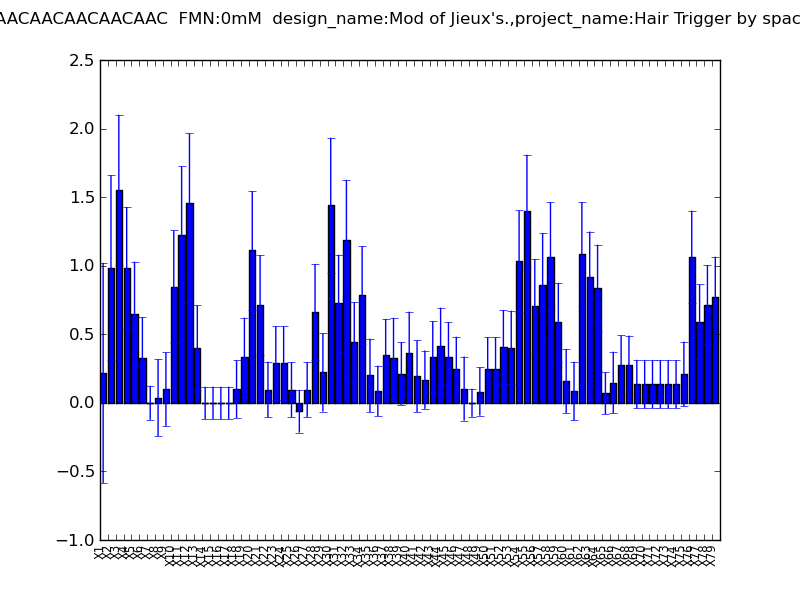 AACAACAACAACAAC FMN:0mM design_name:Mod of Jieux's.,project_name:Hair Trigger by spac
2.5
2.0
1.5
1.0
0.5
0.0
−0.5
−1.0
X1
X2
X3
X4
X5
X6
X7
X8
X9
X10
X11
X12
X13
X14
X15
X16
X17
X18
X19
X20
X21
X22
X23
X24
X25
X26
X27
X28
X29
X30
X31
X32
X33
X34
X35
X36
X37
X38
X39
X40
X41
X42
X43
X44
X45
X46
X47
X48
X49
X50
X51
X52
X53
X54
X55
X56
X57
X58
X59
X60
X61
X62
X63
X64
X65
X66
X67
X68
X69
X70
X71
X72
X73
X74
X75
X76
X77
X78
X79